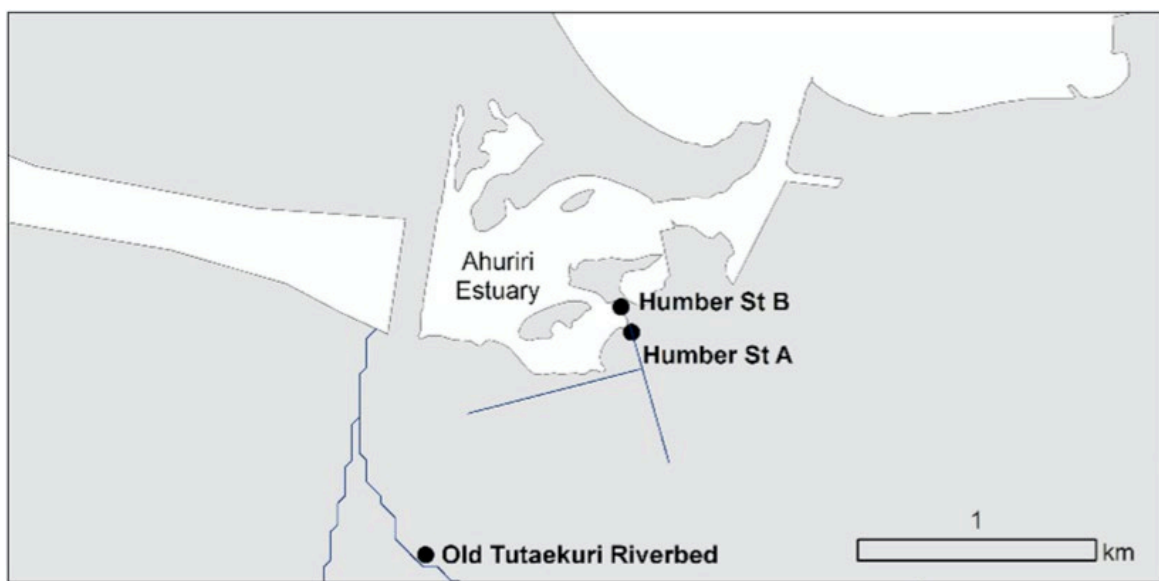 Ahuriri
Estuary
Humber St B
Humber St A
Old Tutaekuri Riverbed
1
km